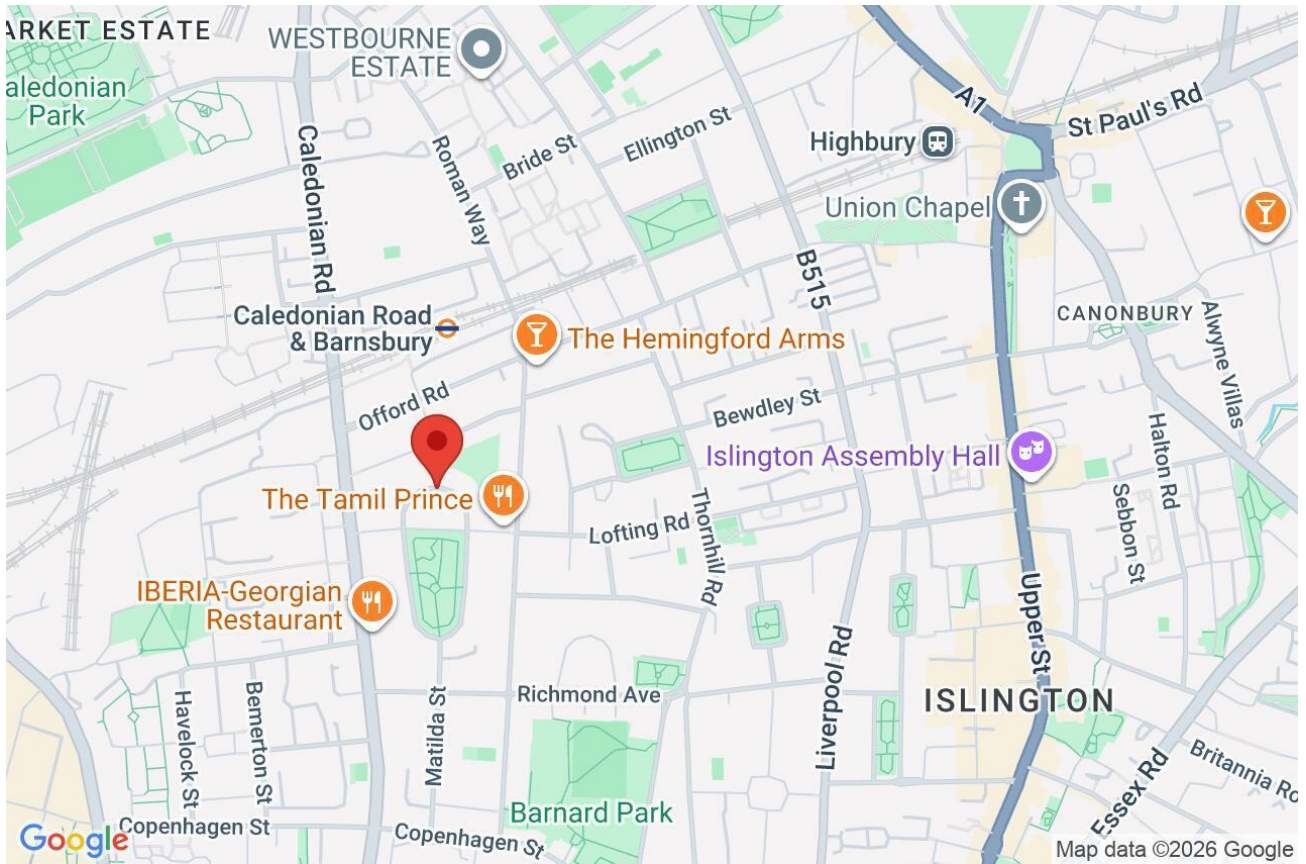 ARKET ESTATE
WESTBOURNE
ESTATE
aledonian
Park
A1
St Paul's Rd
Highbury
Ellington St
Bride St
Roman Way
Caledonian Rd
Union Chapel
B515
CANONBURY
Alwyne Villas
Caledonian Road
& Barnsbury
The Hemingford Arms
Offord Rd
Bewdley St
Islington Assembly Hall
Halton Rd
Sebbon St
The Tamil Prince
Lofting Rd
Thornhill Rd
IBERIA-Georgian
Restaurant
Upper St
Liverpool Rd
Richmond Ave
ISLINGTON
Havelock St
Bemerton St
Matilda St
Barnard Park
Essex Rd
Britannia Ro
Copenhagen St
Copenhagen St
Google
Map data ©2026 Google